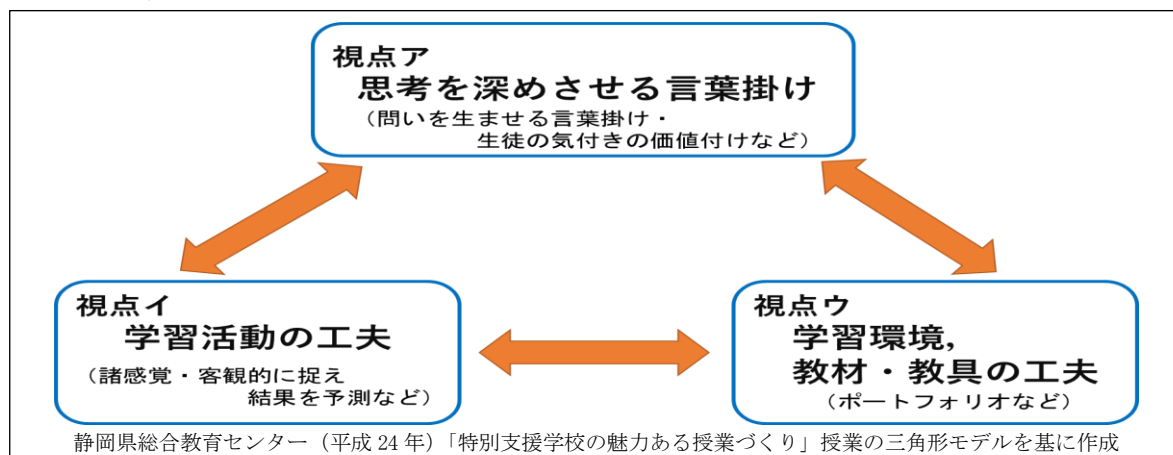 視点ア
思考を深めさせる言葉掛け
（問いを生ませる言葉掛け・
生徒の気付きの価値付けなど）
視点イ
学習活動の工夫
（諸感覚・客観的に捉え
結果を予測など）
視点ウ
学習環境，
教材・教具の工夫
（ポートフォリオなど）
静岡県総合教育センター（平成 24 年）「特別支援学校の魅力ある授業づくり」授業の三角形モデルを基に作成